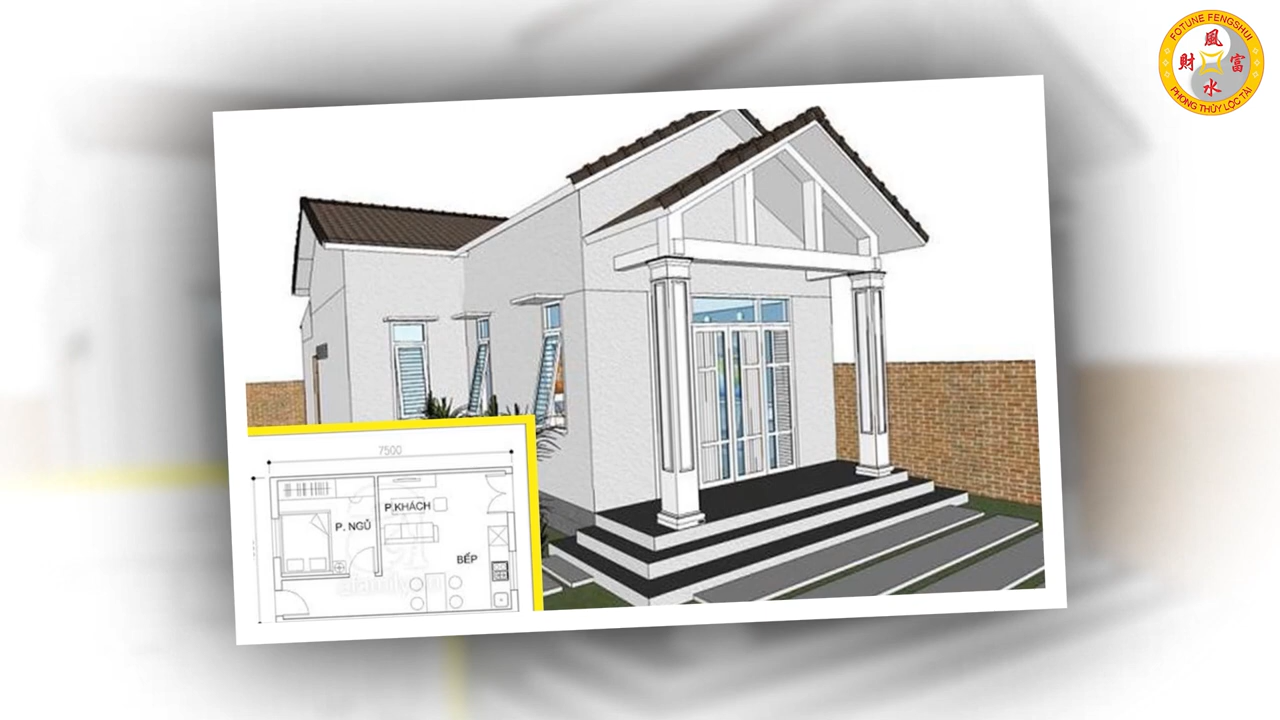 FOTUNE FENGSHUI
風
財 富
水
PHONG THỦY LỘC TÀI
7500
P. NGỦ
P.KHÁCH
BẾP